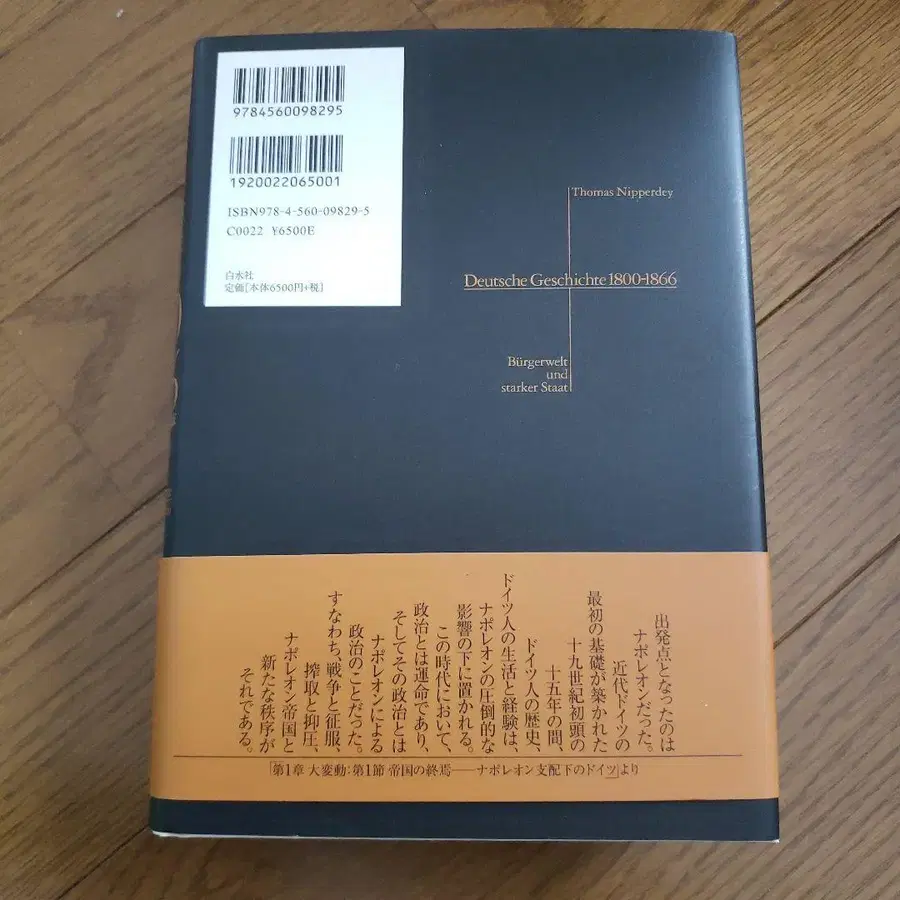 9784560098295
1920022065001
ISBN978-4-560-09829-5
C0022 ¥6500E
白水社
定価[本体6500円+税]
Thomas Nipperdey
Deutsche Geschichte 1800-1866
Bürgerwelt
und
starker Staat
出発点となったのは
ナポレオンだった。
近代ドイツの
最初の基礎が築かれた
十九世紀初頭の
十五年の間、
ドイツ人の歴史、
ドイツ人の生活と経験は、
ナポレオンの圧倒的な
影響の下に置かれる。
この時代において、
政治とは運命であり、
そしてその政治とは
ナポレオンによる
政治のことだった。
すなわち、戦争と征服、
搾取と抑圧、
ナポレオン帝国と
新たな秩序が
それである。
「第1章 大変動:第1節 帝国の終焉——ナポレオン支配下のドイツ」より